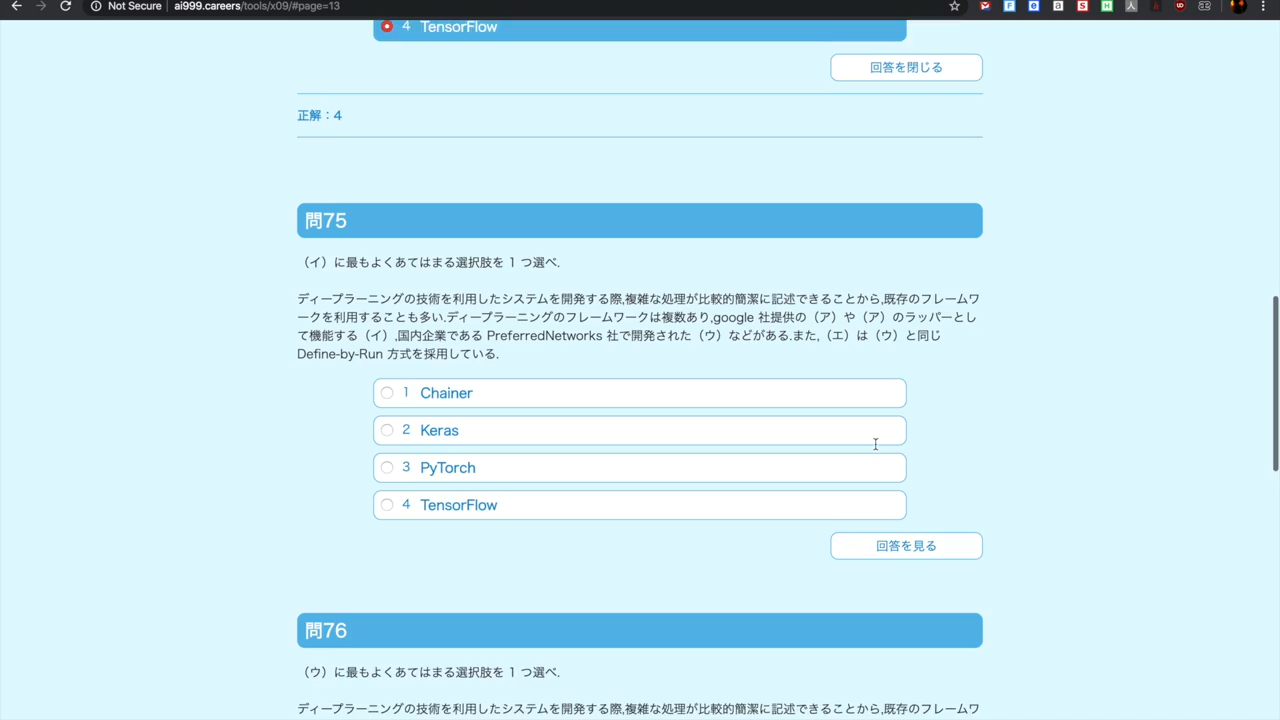 Not Secure ai999.careers/tools/x09/#page=13
4 TensorFlow
回答を閉じる
正解：4
問75
（イ）に最もよくあてはまる選択肢を 1 つ選べ.
ディープラーニングの技術を利用したシステムを開発する際,複雑な処理が比較的簡潔に記述できることから,既存のフレームワ
ークを利用することも多い.ディープラーニングのフレームワークは複数あり,google 社提供の（ア）や（ア）のラッパーとし
て機能する（イ）,国内企業である PreferredNetworks 社で開発された（ウ）などがある.また,（エ）は（ウ）と同じ
Define-by-Run 方式を採用している.
1 Chainer
2 Keras
3 PyTorch
4 TensorFlow
回答を見る
問76
（ウ）に最もよくあてはまる選択肢を 1 つ選べ.
ディープラーニングの技術を利用したシステムを開発する際,複雑な処理が比較的簡潔に記述できることから,既存のフレームワ